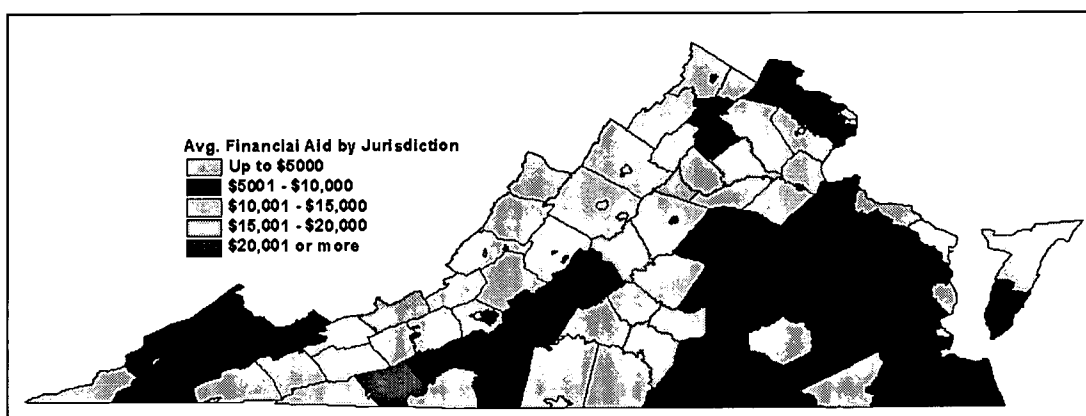 Avg. Financial Aid by Jurisdiction
Up to $5000
$5001 - $10,000
$10,001 - $15,000
$15,001 - $20,000
$20,001 or more